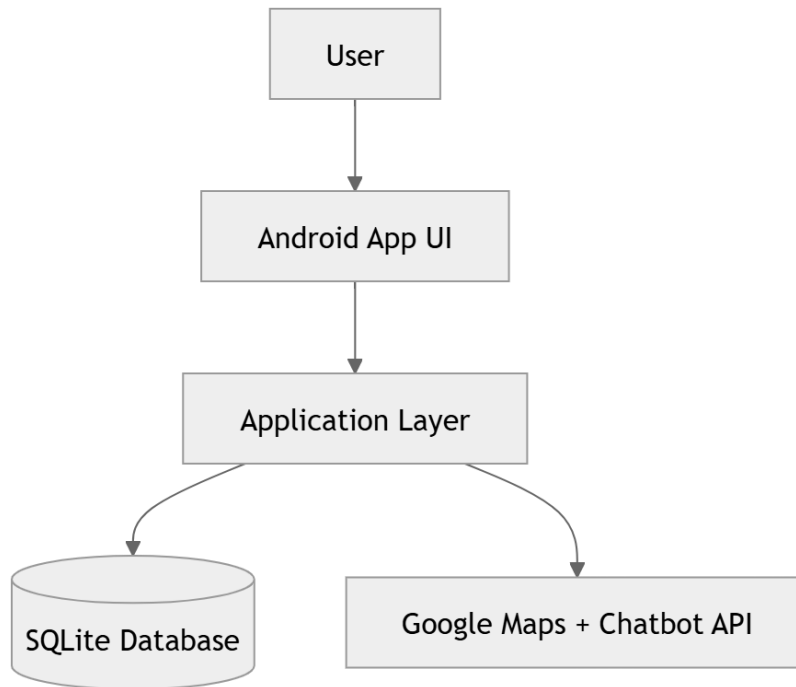 User
Android App UI
Application Layer
SQLite Database
Google Maps + Chatbot API